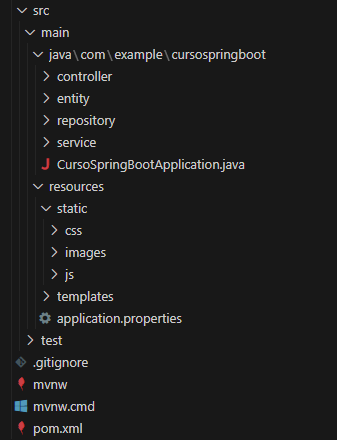 src
main
java\com\example\cursospringboot
controller
entity
repository
service
CursoSpringBootApplication.java
resources
static
css
images
js
templates
application.properties
test
.gitignore
mvnw
mvnw.cmd
pom.xml